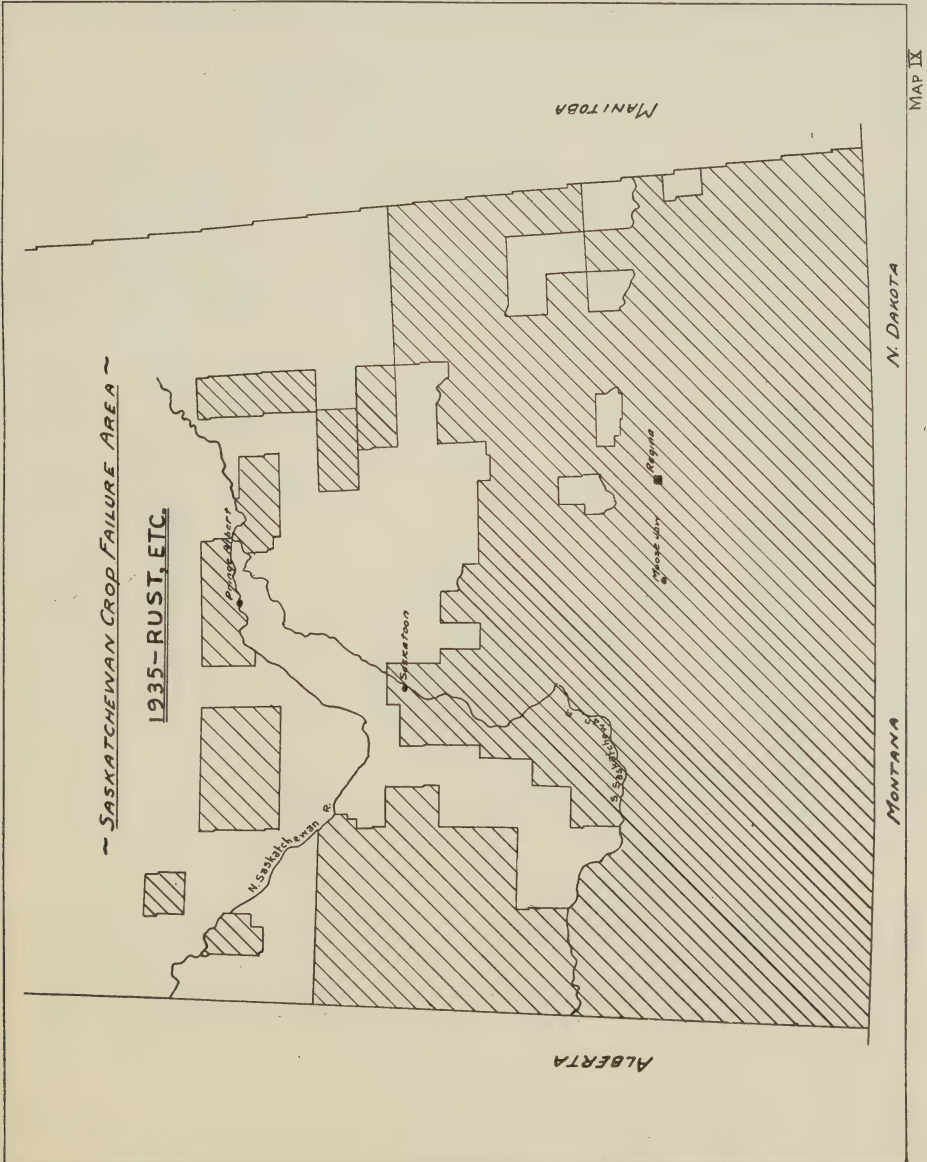 ~ SASKATCHEWAN CROP FAILURE AREA ~
1935-RUST, ETC.
N. Saskatchewan R.
Prince Albert
Saskatoon
S. Saskatchewan R.
Moose Jaw
Regina
ALBERTA
MANITOBA
MONTANA
N. DAKOTA
MAP IX